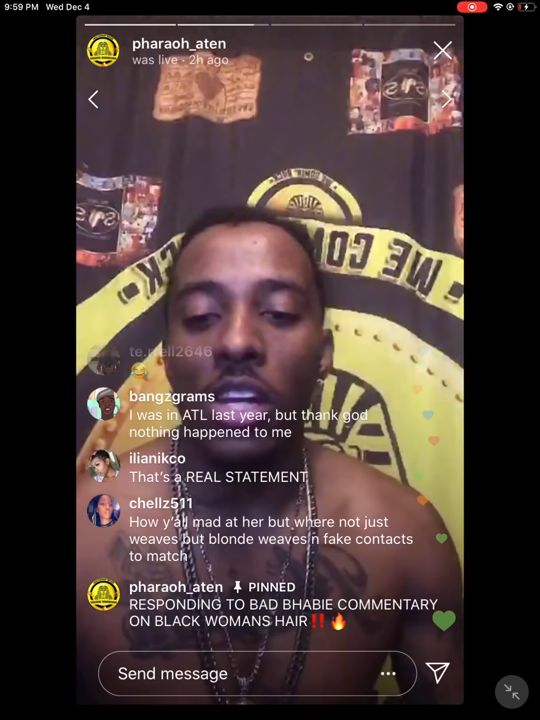 9:59 PM Wed Dec 4
pharaoh_aten
was live · 2h ago
WE COM
bangzgrams
I was in ATL last year, but thank god
nothing happened to me
ilianikco
That's a REAL STATEMENT
chellz511
How y'all mad at her but where not just
weaves but blonde weaves n fake contacts
to match
pharaoh_aten PINNED
RESPONDING TO BAD BHABIE COMMENTARY
ON BLACK WOMANS HAIR‼️🔥
Send message